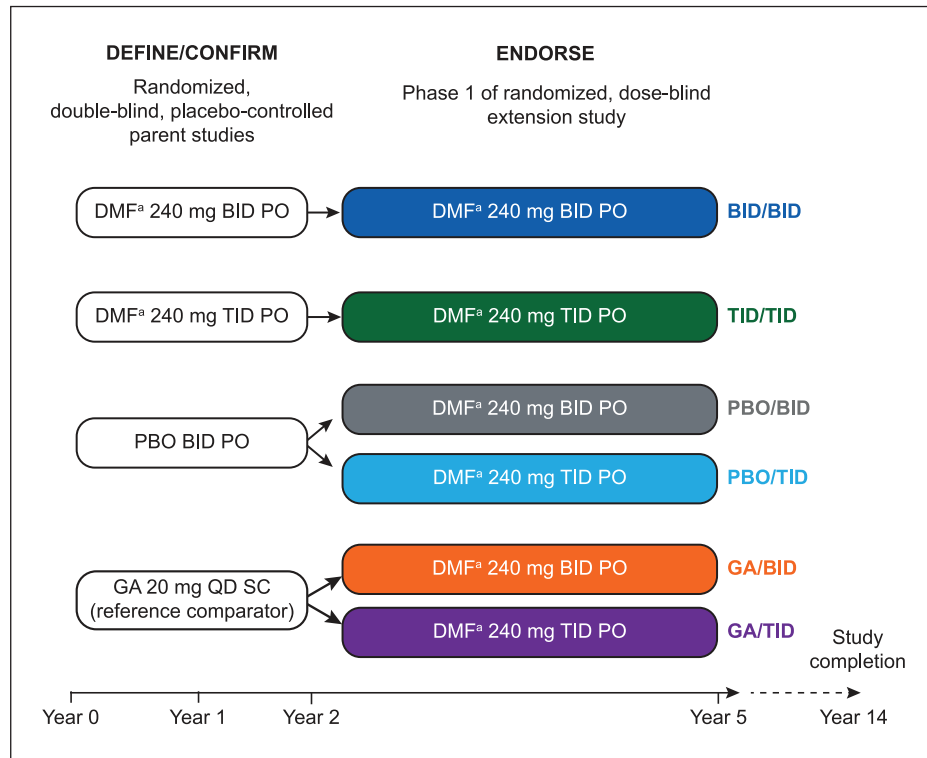 DEFINE/CONFIRM
Randomized,
double-blind, placebo-controlled
parent studies
ENDORSE
Phase 1 of randomized, dose-blind
extension study
DMFᵃ 240 mg BID PO
DMFᵃ 240 mg BID PO
BID/BID
DMFᵃ 240 mg TID PO
DMFᵃ 240 mg TID PO
TID/TID
PBO BID PO
DMFᵃ 240 mg BID PO
PBO/BID
DMFᵃ 240 mg TID PO
PBO/TID
GA 20 mg QD SC
(reference comparator)
DMFᵃ 240 mg BID PO
GA/BID
DMFᵃ 240 mg TID PO
GA/TID
Study
completion
Year 0
Year 1
Year 2
Year 5
Year 14